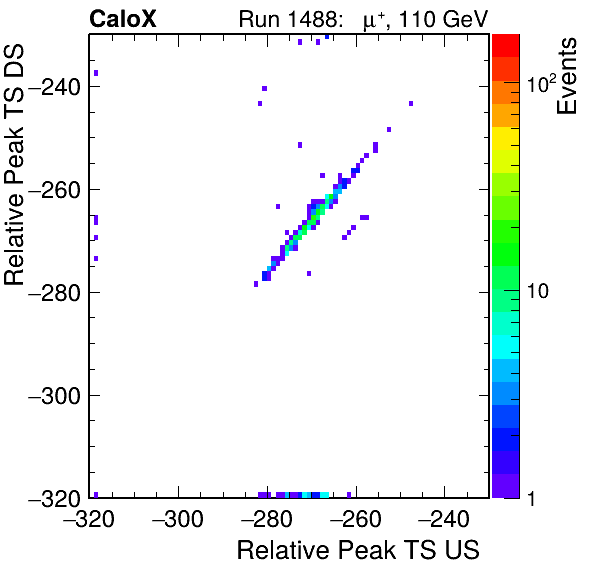 CaloX Run 1488: μ⁺, 110 GeV
Relative Peak TS DS
−240
−260
−280
−300
−320
−320 −300 −280 −260 −240
Relative Peak TS US
Events
10²
10
1